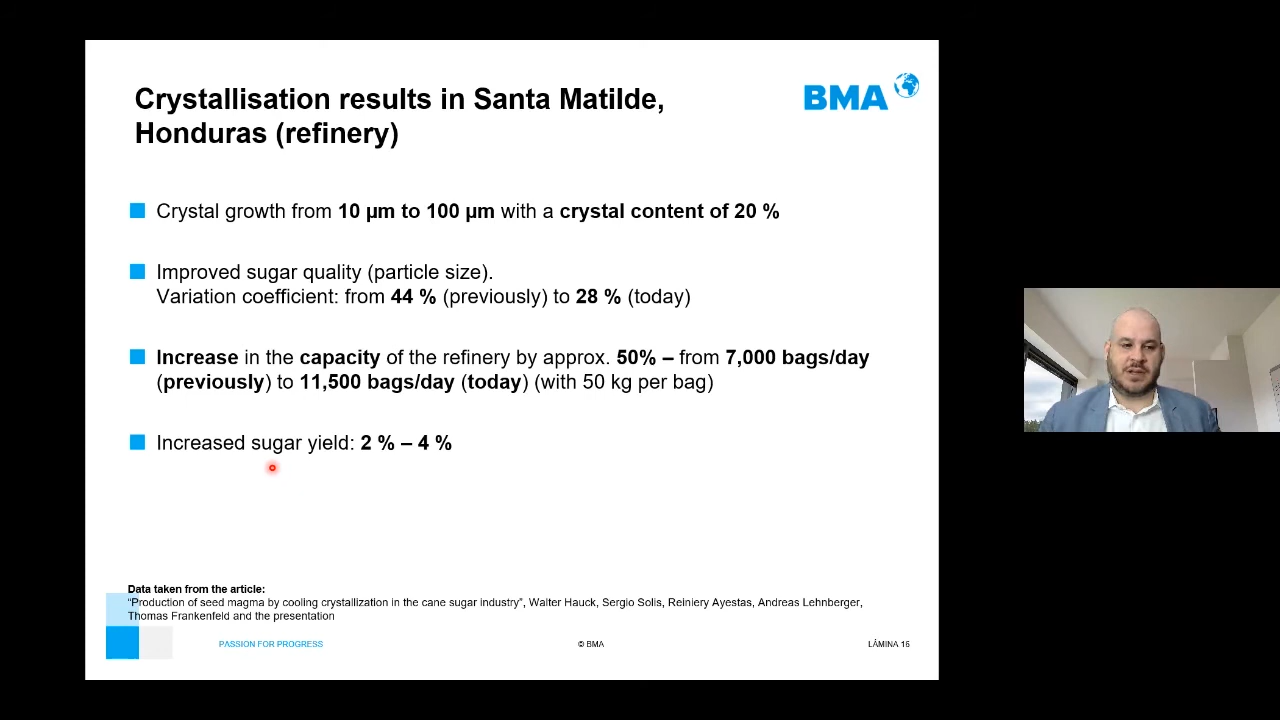 Crystallisation results in Santa Matilde,
Honduras (refinery)
BMA
Crystal growth from 10 µm to 100 µm with a crystal content of 20 %
Improved sugar quality (particle size).
Variation coefficient: from 44 % (previously) to 28 % (today)
Increase in the capacity of the refinery by approx. 50% – from 7,000 bags/day
(previously) to 11,500 bags/day (today) (with 50 kg per bag)
Increased sugar yield: 2 % – 4 %
Data taken from the article:
“Production of seed magma by cooling crystallization in the cane sugar industry”, Walter Hauck, Sergio Solis, Reiniery Ayestas, Andreas Lehnberger,
Thomas Frankenfeld and the presentation
PASSION FOR PROGRESS
© BMA
LÁMINA 16